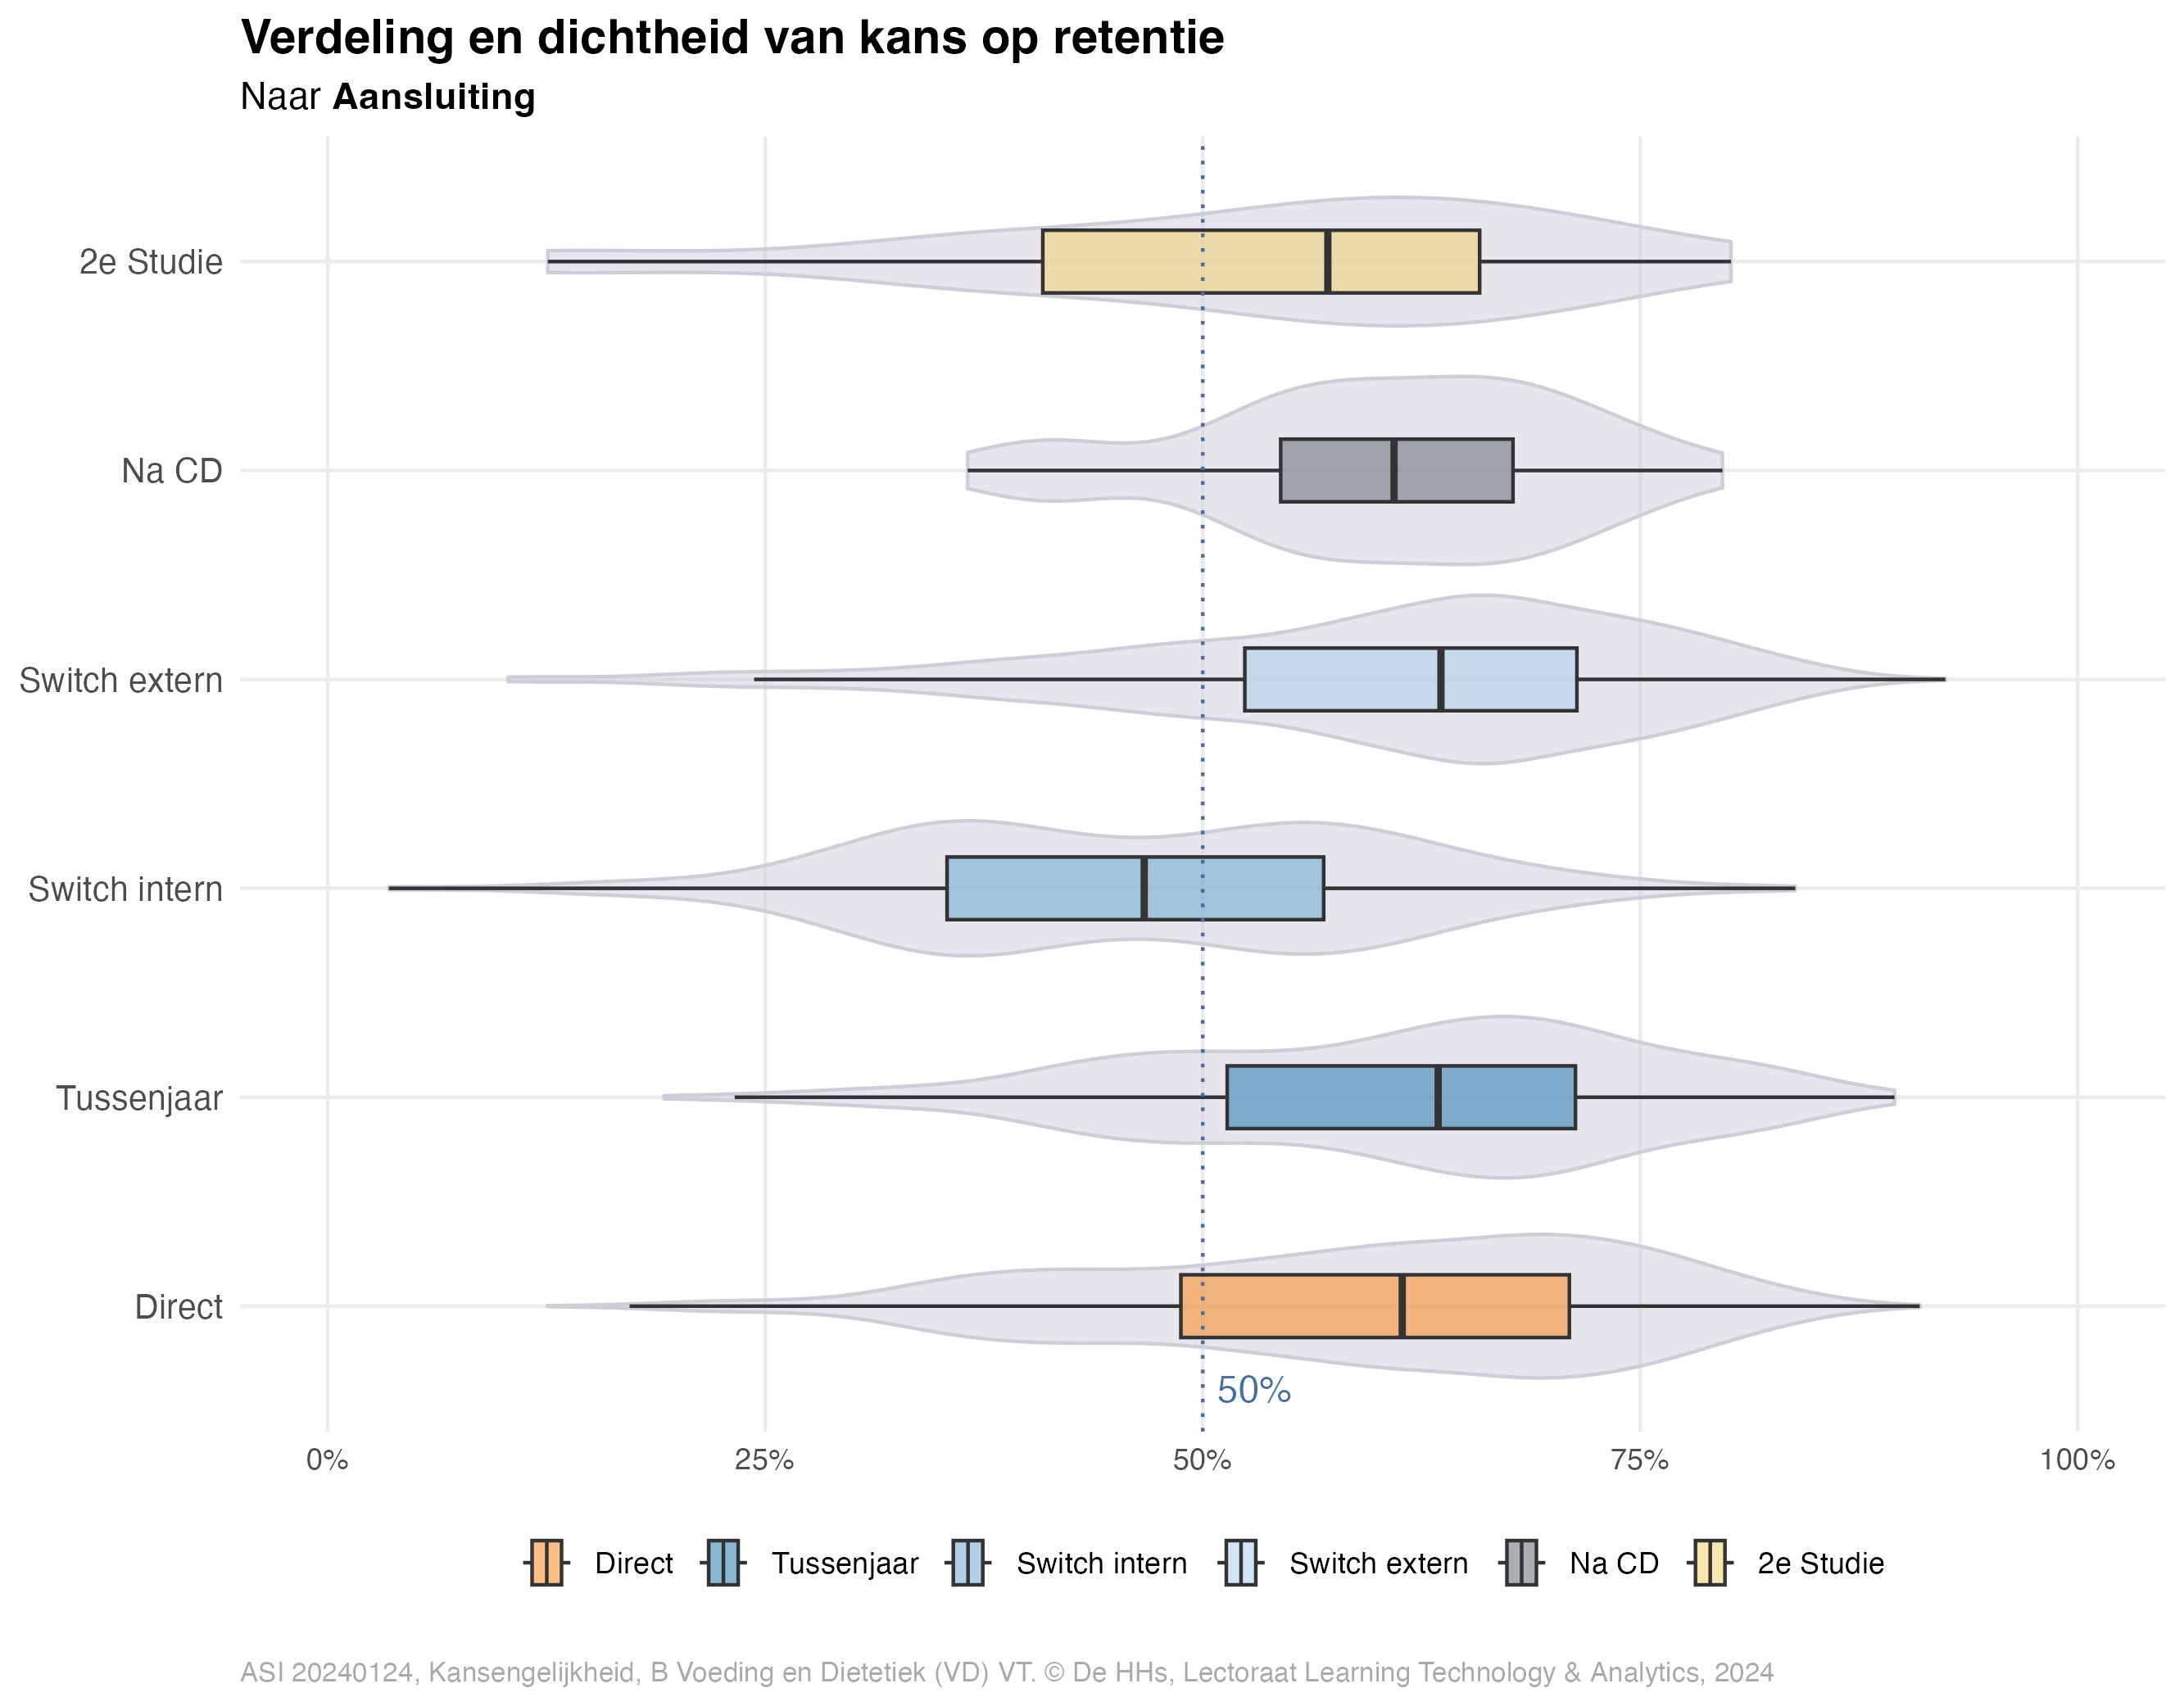 Verdeling en dichtheid van kans op retentie
Naar Aansluiting
2e Studie
Na CD
Switch extern
Switch intern
Tussenjaar
Direct
50%
0% 25% 50% 75% 100%
Direct Tussenjaar Switch intern Switch extern Na CD 2e Studie
ASI 20240124, Kansengelijkheid, B Voeding en Dietetiek (VD) VT. © De HHs, Lectoraat Learning Technology & Analytics, 2024